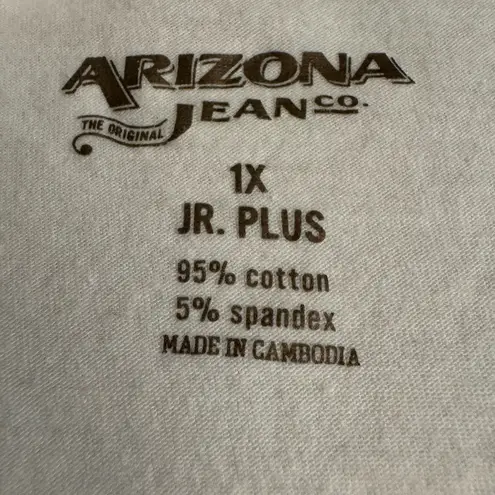 ARIZONA
THE ORIGINAL JEAN CO.
1X
JR. PLUS
95% cotton
5% spandex
MADE IN CAMBODIA